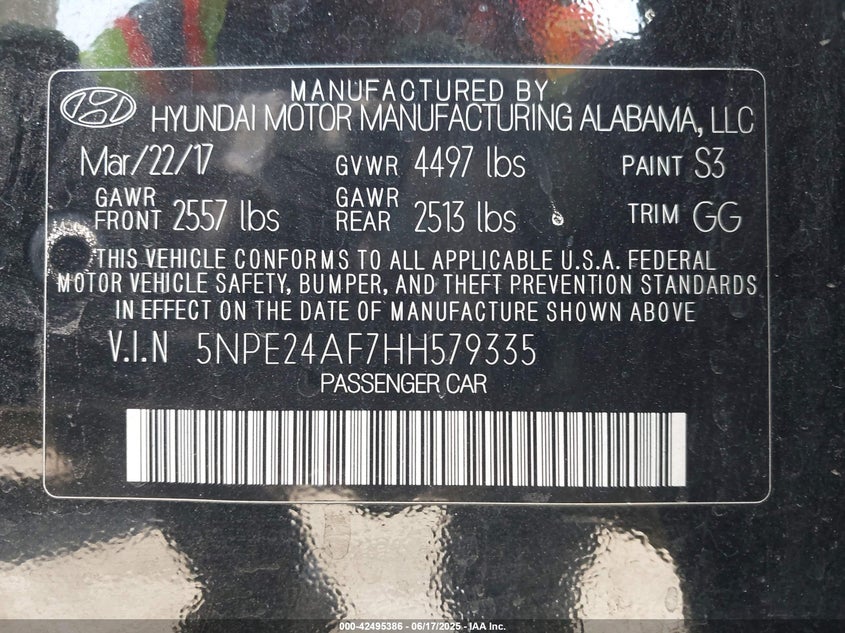 MANUFACTURED BY
HYUNDAI MOTOR MANUFACTURING ALABAMA, LLC
Mar/22/17 GVWR 4497 lbs PAINT S3
GAWR FRONT 2557 lbs GAWR REAR 2513 lbs TRIM GG
THIS VEHICLE CONFORMS TO ALL APPLICABLE U.S.A. FEDERAL
MOTOR VEHICLE SAFETY, BUMPER, AND THEFT PREVENTION STANDARDS
IN EFFECT ON THE DATE OF MANUFACTURE SHOWN ABOVE
V.I.N 5NPE24AF7HH579335
PASSENGER CAR
000-42495386 - 06/17/2025 - IAA Inc.